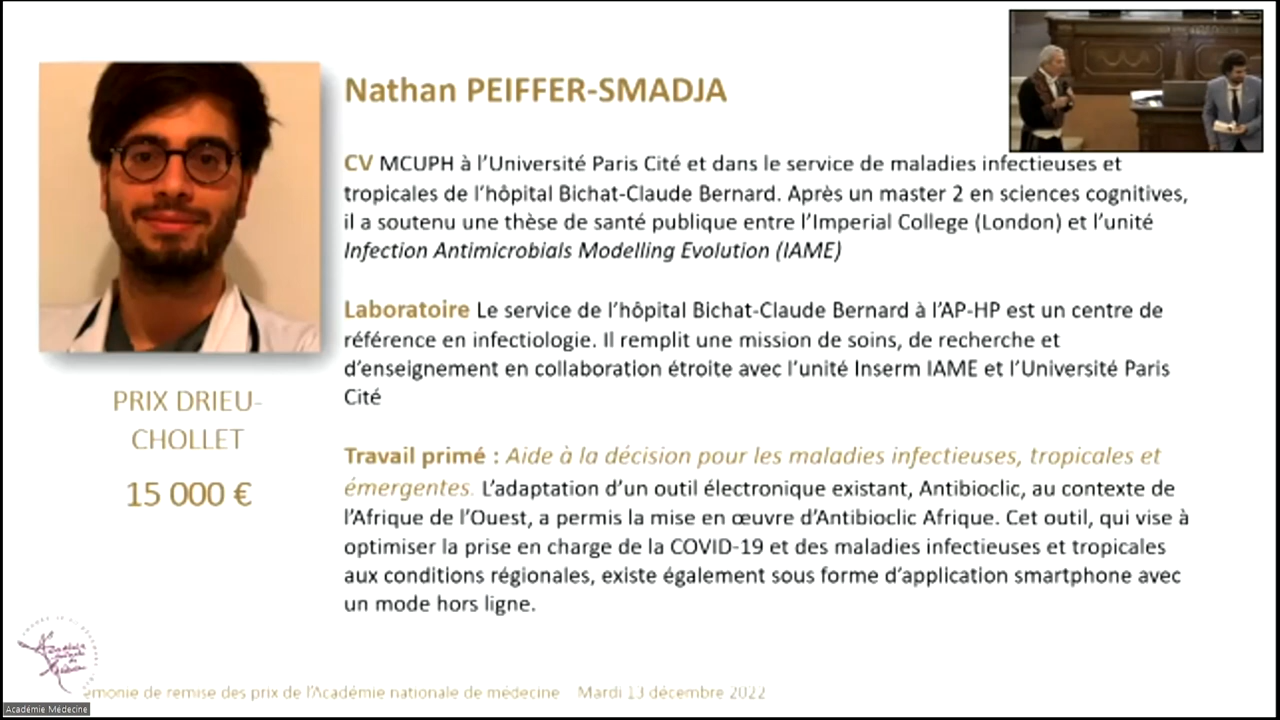 Nathan PEIFFER-SMADJA
CV MCUPH à l'Université Paris Cité et dans le service de maladies infectieuses et
tropicales de l'hôpital Bichat-Claude Bernard. Après un master 2 en sciences cognitives,
il a soutenu une thèse de santé publique entre l'Imperial College (London) et l'unité
Infection Antimicrobials Modelling Evolution (IAME)
Laboratoire Le service de l'hôpital Bichat-Claude Bernard à l'AP-HP est un centre de
référence en infectiologie. Il remplit une mission de soins, de recherche et
d'enseignement en collaboration étroite avec l'unité Inserm IAME et l'Université Paris
Cité
PRIX DRIEU-
CHOLLET
15 000 €
Travail primé : Aide à la décision pour les maladies infectieuses, tropicales et
émergentes. L'adaptation d'un outil électronique existant, Antibioclic, au contexte de
l'Afrique de l'Ouest, a permis la mise en œuvre d'Antibioclic Afrique. Cet outil, qui vise à
optimiser la prise en charge de la COVID-19 et des maladies infectieuses et tropicales
aux conditions régionales, existe également sous forme d'application smartphone avec
un mode hors ligne.
émonie de remise des prix de l'Académie nationale de médecine Mardi 13 décembre 2022
Académie Médecine